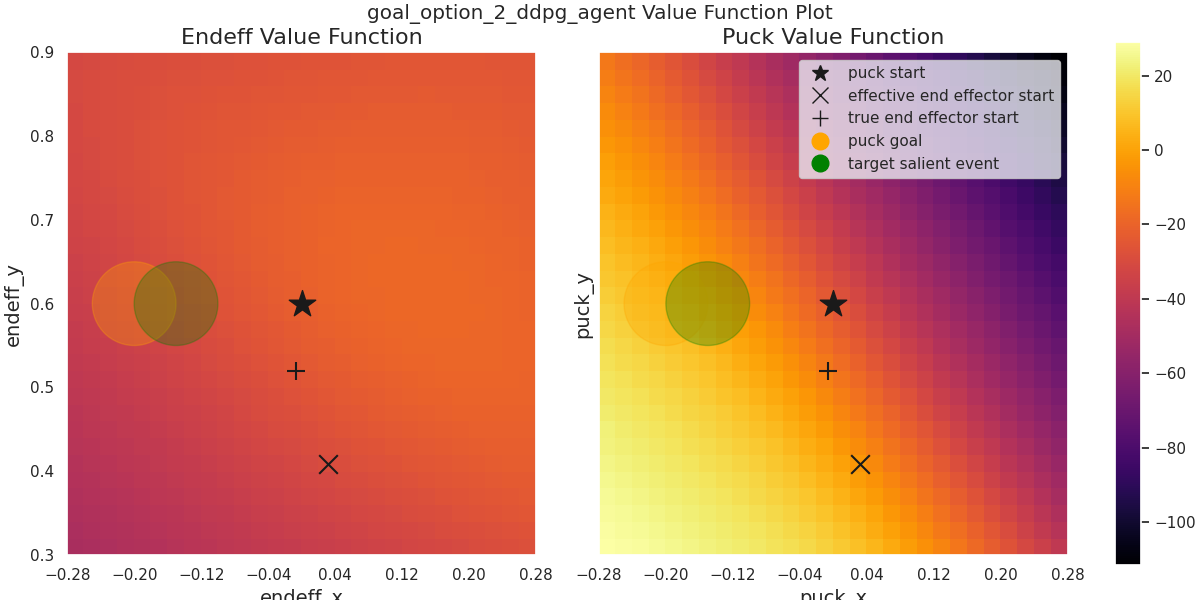 goal_option_2_ddpg_agent Value Function Plot
Endeff Value Function
Puck Value Function
0.9
0.8
0.7
0.6
0.5
0.4
0.3
endeff_y
−0.28 −0.20 −0.12 −0.04 0.04 0.12 0.20 0.28
endeff_x
puck_y
puck start
effective end effector start
true end effector start
puck goal
target salient event
−0.28 −0.20 −0.12 −0.04 0.04 0.12 0.20 0.28
puck_x
20
0
−20
−40
−60
−80
−100